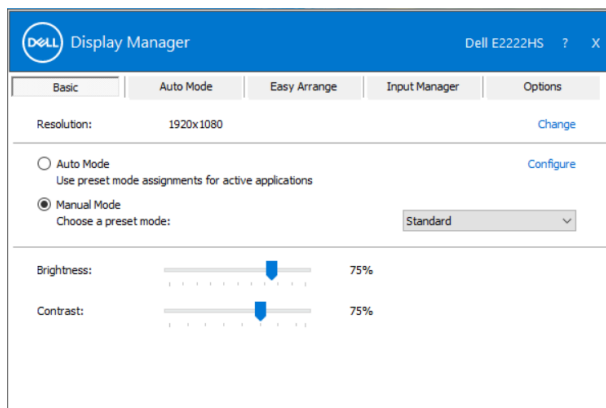 DELL Display Manager Dell E2222HS ? X
Basic Auto Mode Easy Arrange Input Manager Options
Resolution: 1920x1080 Change
Auto Mode Configure
Use preset mode assignments for active applications
Manual Mode
Choose a preset mode: Standard
Brightness: 75%
Contrast: 75%